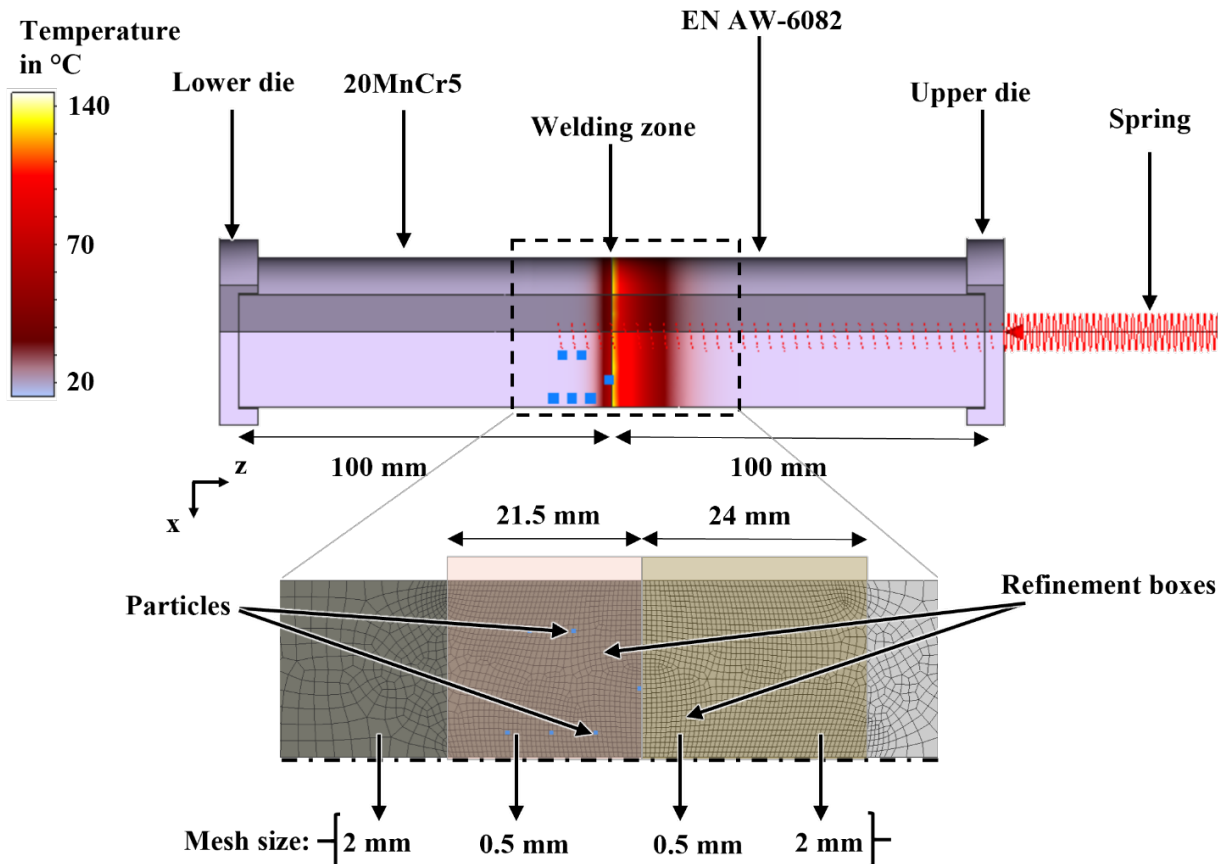 Temperature
in °C
EN AW-6082
Lower die
20MnCr5
Upper die
Spring
Welding zone
140
70
20
100 mm
100 mm
z
x
21.5 mm
24 mm
Particles
Refinement boxes
Mesh size:
2 mm
0.5 mm
0.5 mm
2 mm